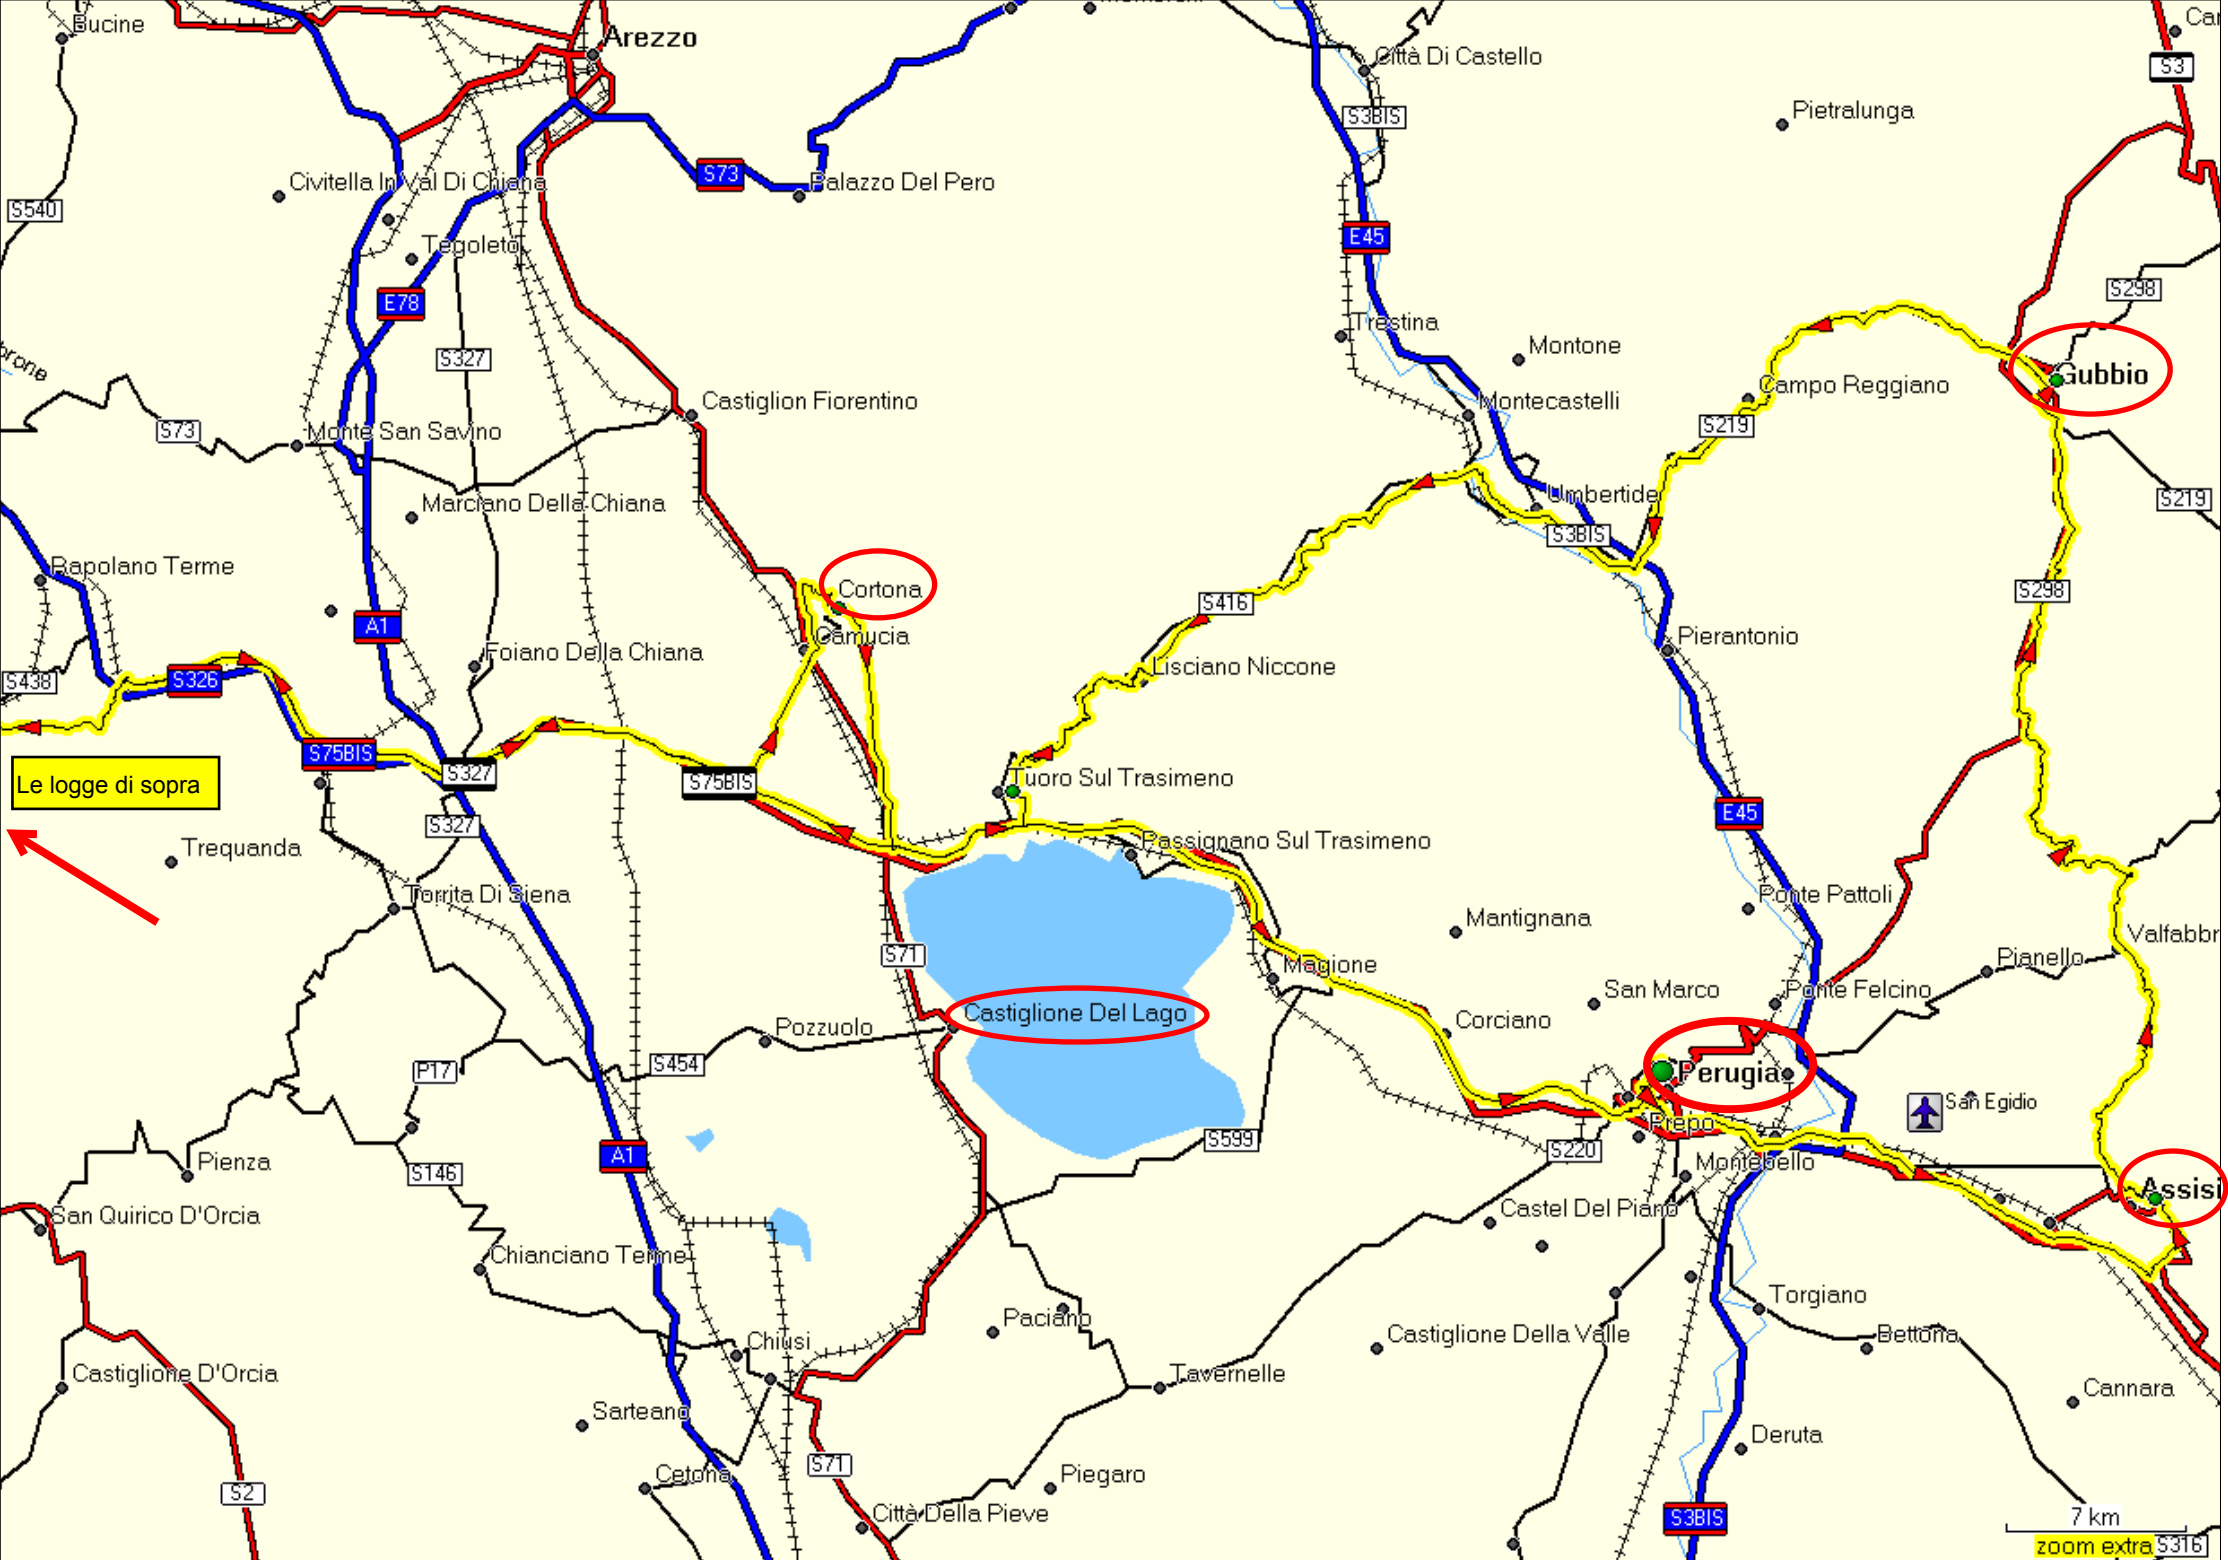 Bucine
Arezzo
Città Di Castello
Car
S3
Pietralunga
S3BIS
S73
Palazzo Del Pero
Civitella In Val Di Chiana
S540
Tegoleto
E45
E78
S298
Trestina
Montone
S327
Gubbio
Campo Reggiano
Castiglion Fiorentino
Montecastelli
S219
S73
Monte San Savino
Marciano Della Chiana
Umbertide
S219
S3BIS
Rapolano Terme
Cortona
S298
S416
A1
Camucia
Pierantonio
Foiano Della Chiana
Lisciano Niccone
S438
S326
S75BIS
S327
S75BIS
Tuoro Sul Trasimeno
Le logge di sopra
E45
S327
Passignano Sul Trasimeno
Trequanda
Torrita Di Siena
Ponte Pattoli
Mantignana
Valfabbr
S71
Magione
Pianello
San Marco
Ponte Felcino
Castiglione Del Lago
Corciano
Pozzuolo
S454
P17
Perugia
San Egidio
Prepo
S599
S220
A1
Pienza
S146
Montebello
Assisi
San Quirico D'Orcia
Castel Del Piano
Chianciano Terme
Torgiano
Paciano
Castiglione Della Valle
Bettona
Chiusi
Castiglione D'Orcia
Tavernelle
Cannara
Sarteano
Deruta
S71
Cetona
Piegaro
S2
Città Della Pieve
S3BIS
7 km
zoom extra
S316